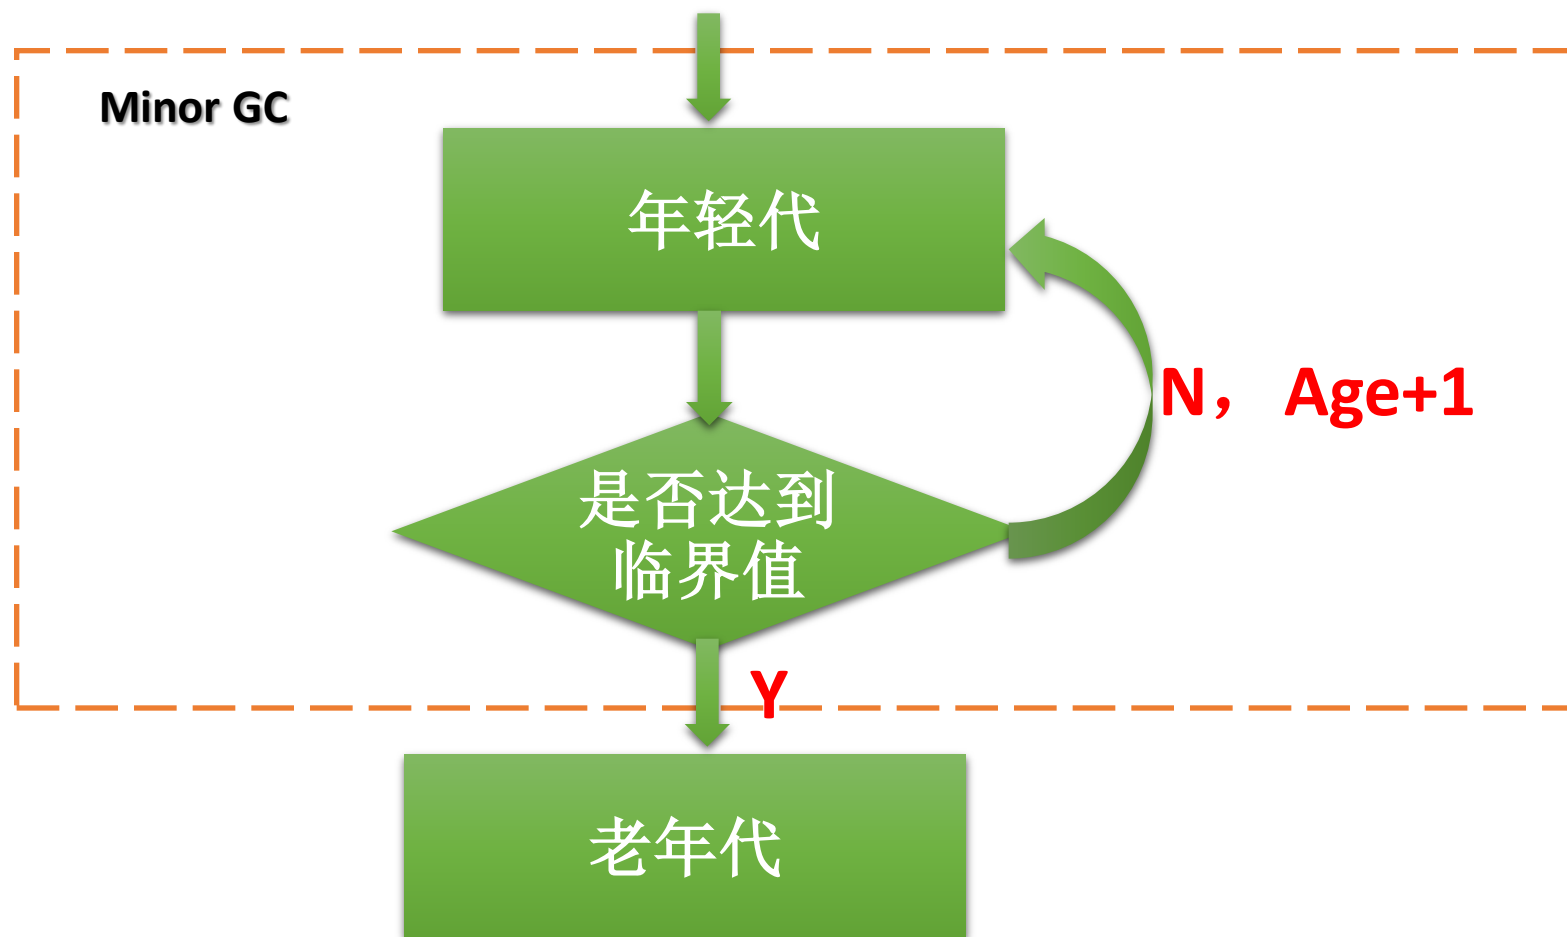 Minor GC
年轻代
N， Age+1
是否达到
临界值
Y
老年代